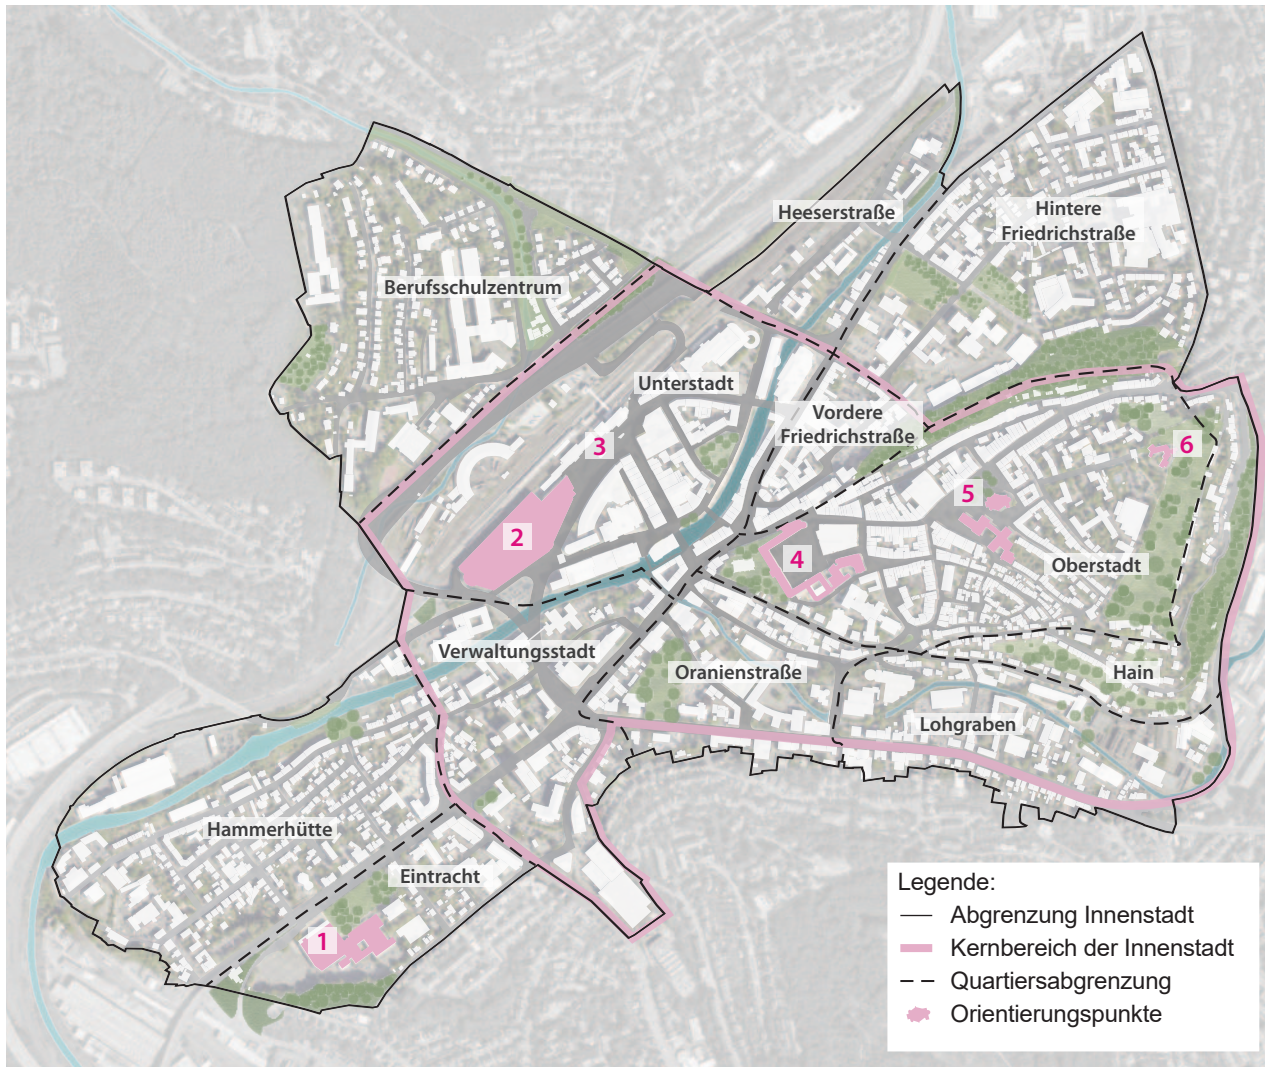 Heeserstraße
Hintere
Friedrichstraße
Berufsschulzentrum
Unterstadt
Vordere
Friedrichstraße
3
6
5
2
4
Oberstadt
Verwaltungsstadt
Oranienstraße
Hain
Lohgraben
Hammerhütte
Eintracht
1
Legende:
Abgrenzung Innenstadt
Kernbereich der Innenstadt
Quartiersabgrenzung
Orientierungspunkte